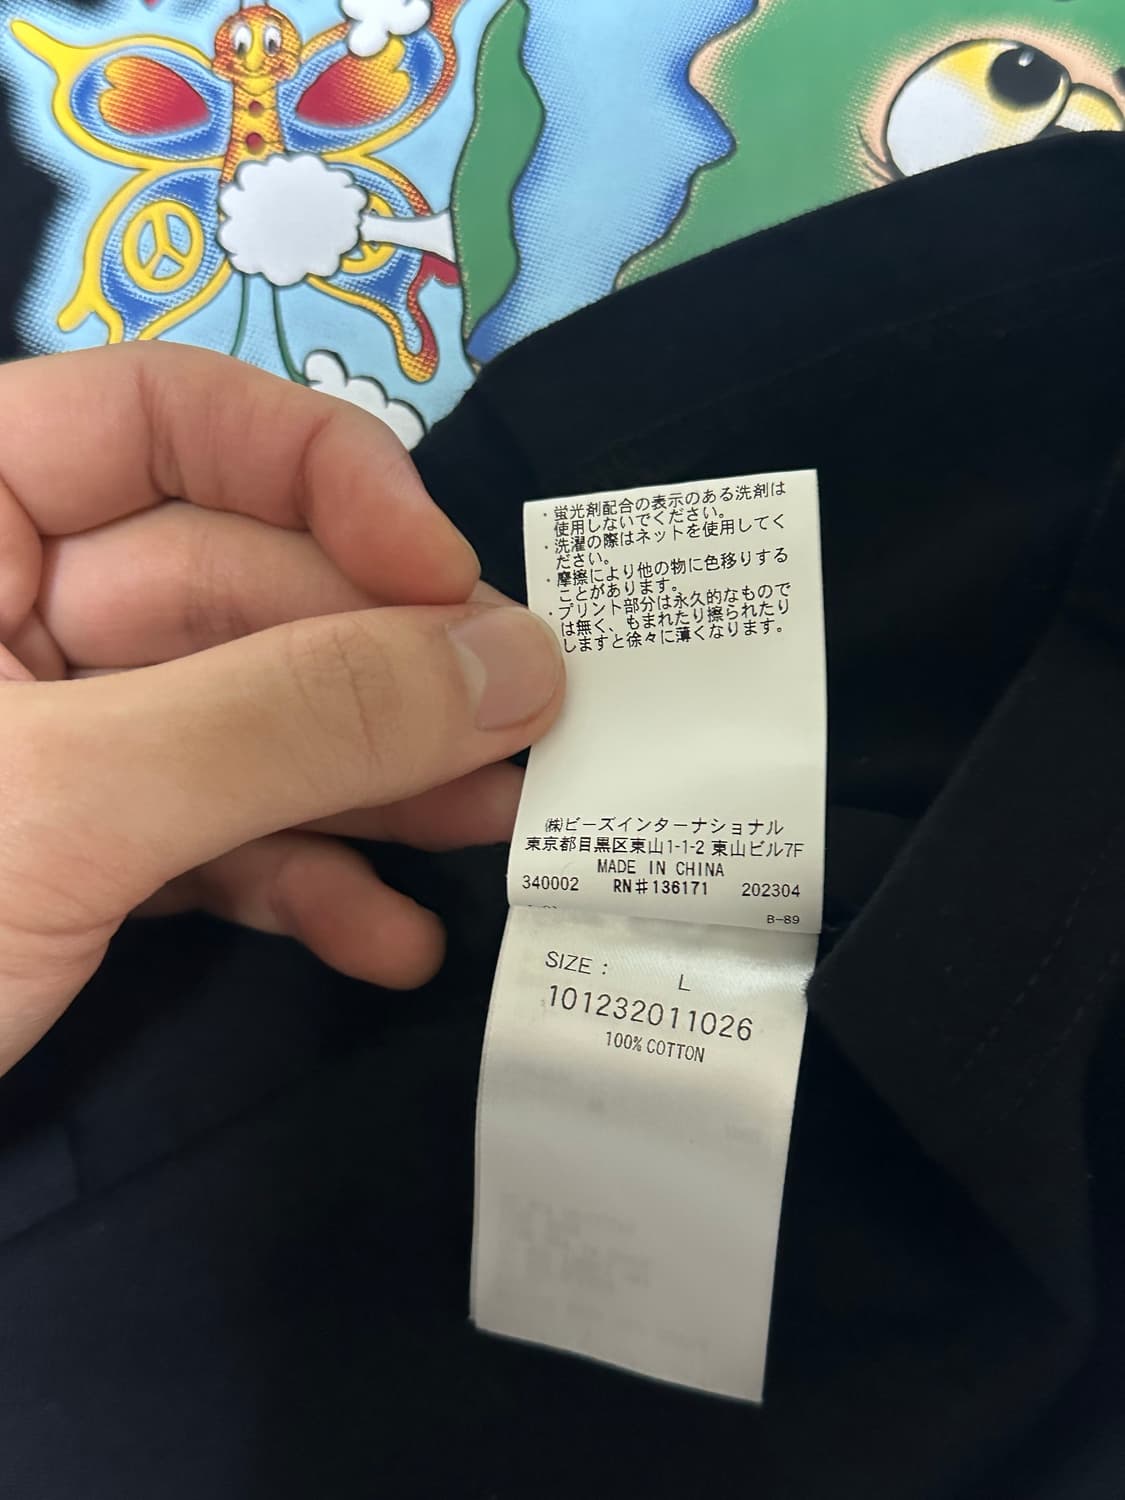 ・蛍光剤配合の表示のある洗剤は
使用しないでください。
・洗濯の際はネットを使用してく
ださい。
・摩擦により他の物に色移りする
ことがあります。
・プリント部分は永久的なもので
は無く、もまれたり擦られたり
しますと徐々に薄くなります。
㈱ビーズインターナショナル
東京都目黒区東山1-1-2 東山ビル7F
MADE IN CHINA
340002 RN#136171 202304
B-89
SIZE: L
101232011026
100% COTTON